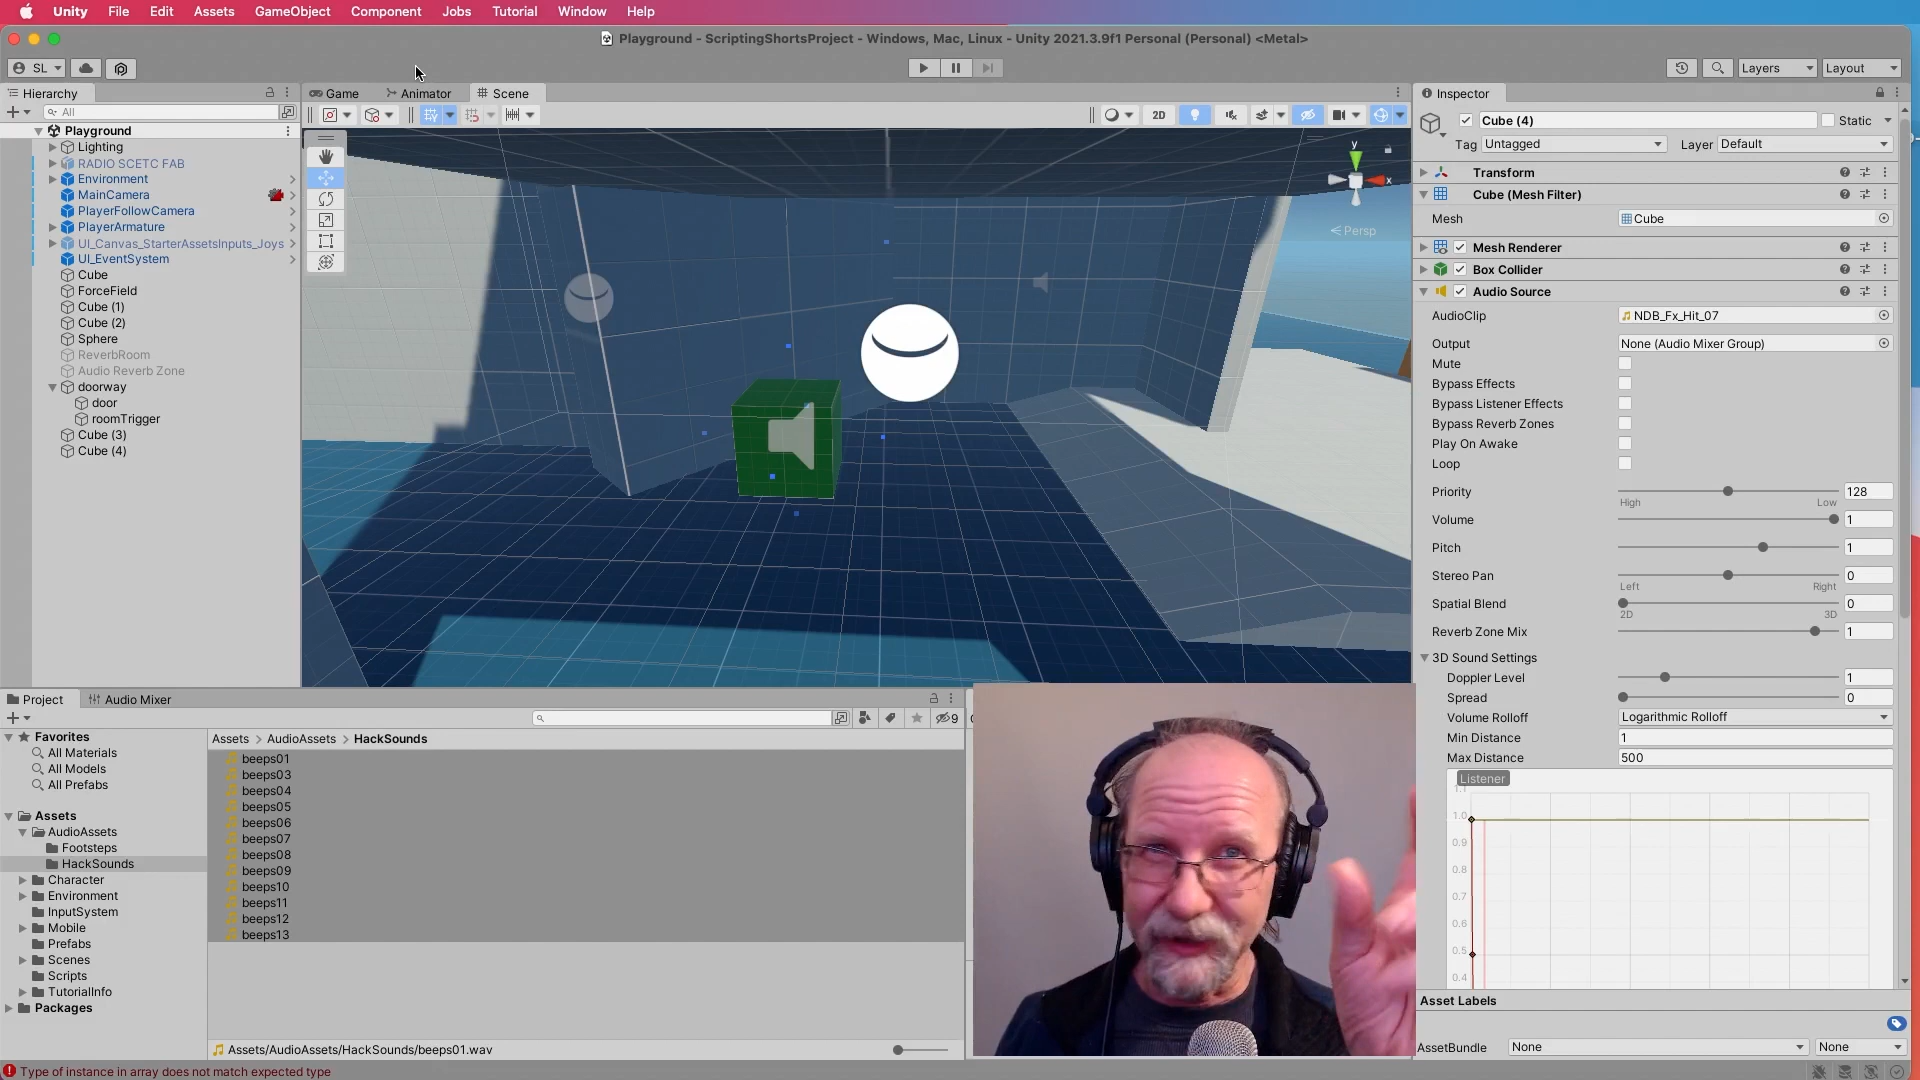 Unity File Edit Assets GameObject Component Jobs Tutorial Window Help
Playground - ScriptingShortsProject - Windows, Mac, Linux - Unity 2021.3.9f1 Personal (Personal) <Metal>
SL
Layers
Layout
Hierarchy
All
Playground
Lighting
RADIO SCETC FAB
Environment
MainCamera
PlayerFollowCamera
PlayerArmature
UI_Canvas_StarterAssetsInputs_Joys
UI_EventSystem
Cube
ForceField
Cube (1)
Cube (2)
Sphere
ReverbRoom
Audio Reverb Zone
doorway
door
roomTrigger
Cube (3)
Cube (4)
Game Animator Scene
2D
y
x
Persp
Inspector
Cube (4)
Static
Tag Untagged Layer Default
Transform
Cube (Mesh Filter)
Mesh Cube
Mesh Renderer
Box Collider
Audio Source
AudioClip NDB_Fx_Hit_07
Output None (Audio Mixer Group)
Mute
Bypass Effects
Bypass Listener Effects
Bypass Reverb Zones
Play On Awake
Loop
Priority 128
High Low
Volume 1
Pitch 1
Stereo Pan 0
Left Right
Spatial Blend 0
2D 3D
Reverb Zone Mix 1
3D Sound Settings
Doppler Level 1
Spread 0
Volume Rolloff Logarithmic Rolloff
Min Distance 1
Max Distance 500
Listener
1.1
1.0
0.9
0.8
0.7
0.6
0.5
0.4
Asset Labels
AssetBundle None None
Project Audio Mixer
9
Favorites
All Materials
All Models
All Prefabs
Assets
AudioAssets
Footsteps
HackSounds
Character
Environment
InputSystem
Mobile
Prefabs
Scenes
Scripts
TutorialInfo
Packages
Assets > AudioAssets > HackSounds
beeps01
beeps03
beeps04
beeps05
beeps06
beeps07
beeps08
beeps09
beeps10
beeps11
beeps12
beeps13
Assets/AudioAssets/HackSounds/beeps01.wav
Type of instance in array does not match expected type